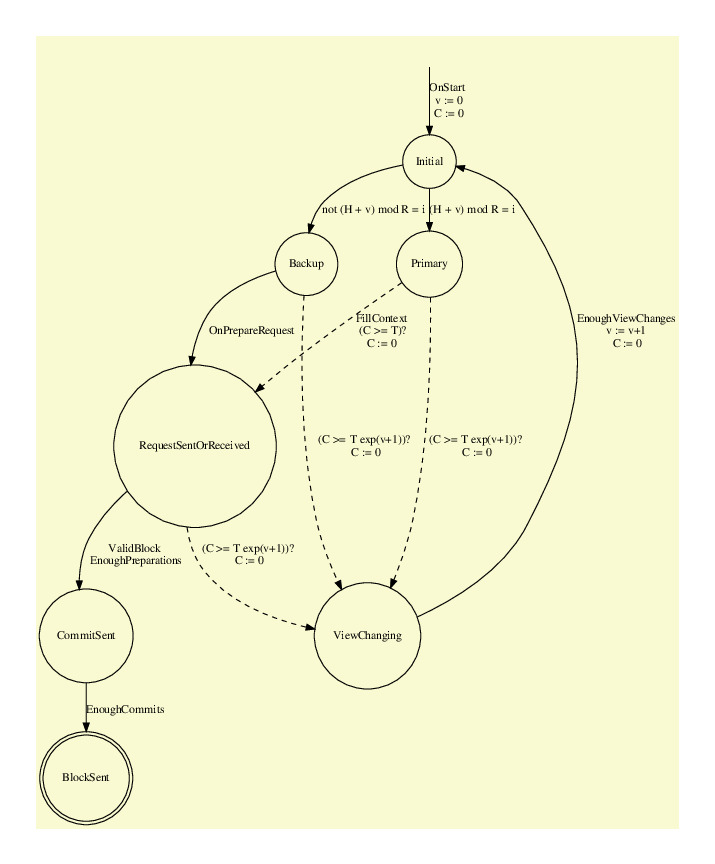 OnStart
v := 0
C := 0
Initial
not (H + v) mod R = i
(H + v) mod R = i
Backup
Primary
OnPrepareRequest
FillContext
(C >= T)?
C := 0
EnoughViewChanges
v := v+1
C := 0
RequestSentOrReceived
(C >= T exp(v+1))?
C := 0
(C >= T exp(v+1))?
C := 0
ValidBlock
EnoughPreparations
(C >= T exp(v+1))?
C := 0
CommitSent
ViewChanging
EnoughCommits
BlockSent